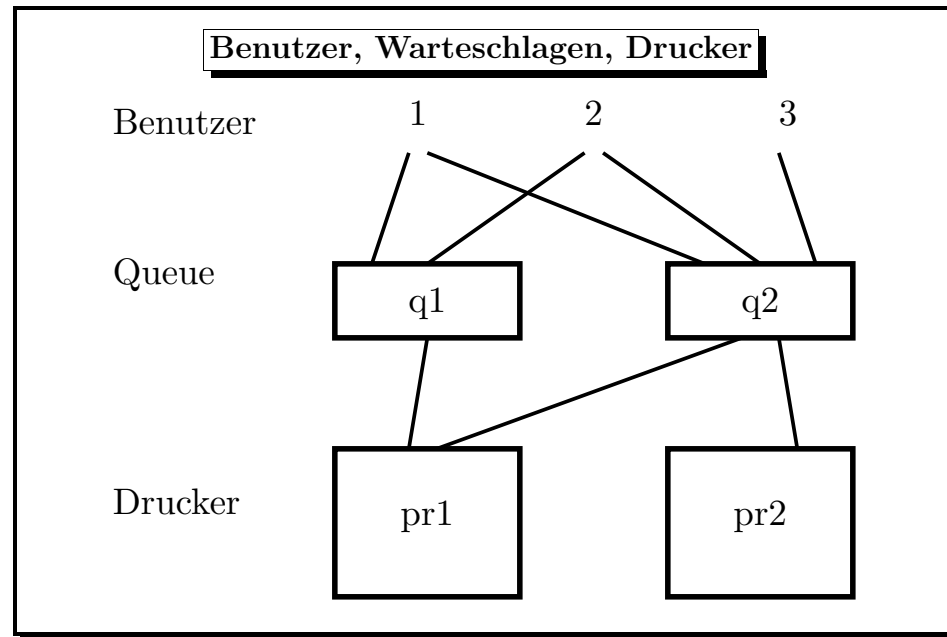 Benutzer, Warteschlagen, Drucker
Benutzer 1 2 3
Queue q1 q2
Drucker pr1 pr2